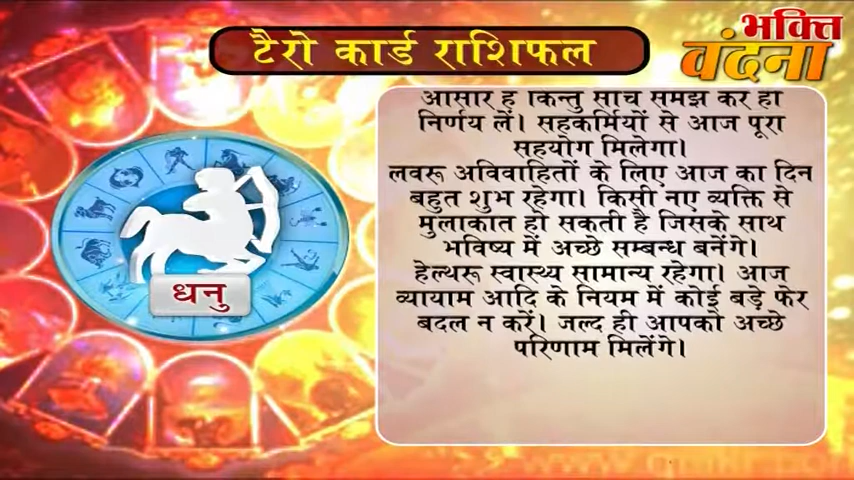 टैरो कार्ड राशिफल
भक्ति
वंदना
आसार है किन्तु सोच समझ कर ही
निर्णय लें। सहकर्मियों से आज पूरा
सहयोग मिलेगा।
लवरू अविवाहितों के लिए आज का दिन
बहुत शुभ रहेगा। किसी नए व्यक्ति से
मुलाकात हो सकती है जिसके साथ
भविष्य में अच्छे सम्बन्ध बनेंगे।
हेल्थरू स्वास्थ्य सामान्य रहेगा। आज
व्यायाम आदि के नियम में कोई बड़े फेर
बदल न करें। जल्द ही आपको अच्छे
परिणाम मिलेंगे।
धनु